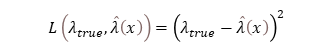 L(λ_true, λ̂(x)) = (λ_true − λ̂(x))²